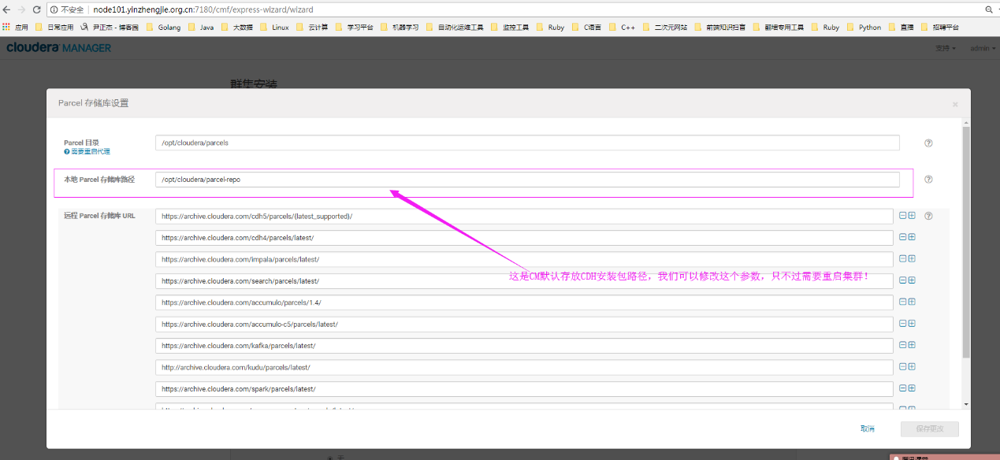 不安全 node101.yinzhengjie.org.cn:7180/cmf/express-wizard/wizard
应用 日常应用 尹正杰 - 博客园 Golang Java 大数据 Linux 云计算 学习平台 机器学习 自动化运维工具 监控工具 Ruby C语言 C++ 二次元网站 前端知识扫盲 翻墙专用工具 Ruby Python 直播 招聘平台
cloudera MANAGER 支持 admin
群集安装
Parcel 存储库设置
Parcel 目录 /opt/cloudera/parcels
需要重启代理
本地 Parcel 存储库路径 /opt/cloudera/parcel-repo
远程 Parcel 存储库 URL https://archive.cloudera.com/cdh5/parcels/{latest_supported}/
https://archive.cloudera.com/cdh4/parcels/latest/
https://archive.cloudera.com/impala/parcels/latest/
这是CM默认存放CDH安装包路径，我们可以修改这个参数，只不过需要重启集群！
https://archive.cloudera.com/search/parcels/latest/
https://archive.cloudera.com/accumulo/parcels/1.4/
https://archive.cloudera.com/accumulo-c5/parcels/latest/
https://archive.cloudera.com/kafka/parcels/latest/
http://archive.cloudera.com/kudu/parcels/latest/
https://archive.cloudera.com/spark/parcels/latest/
取消 保存更改